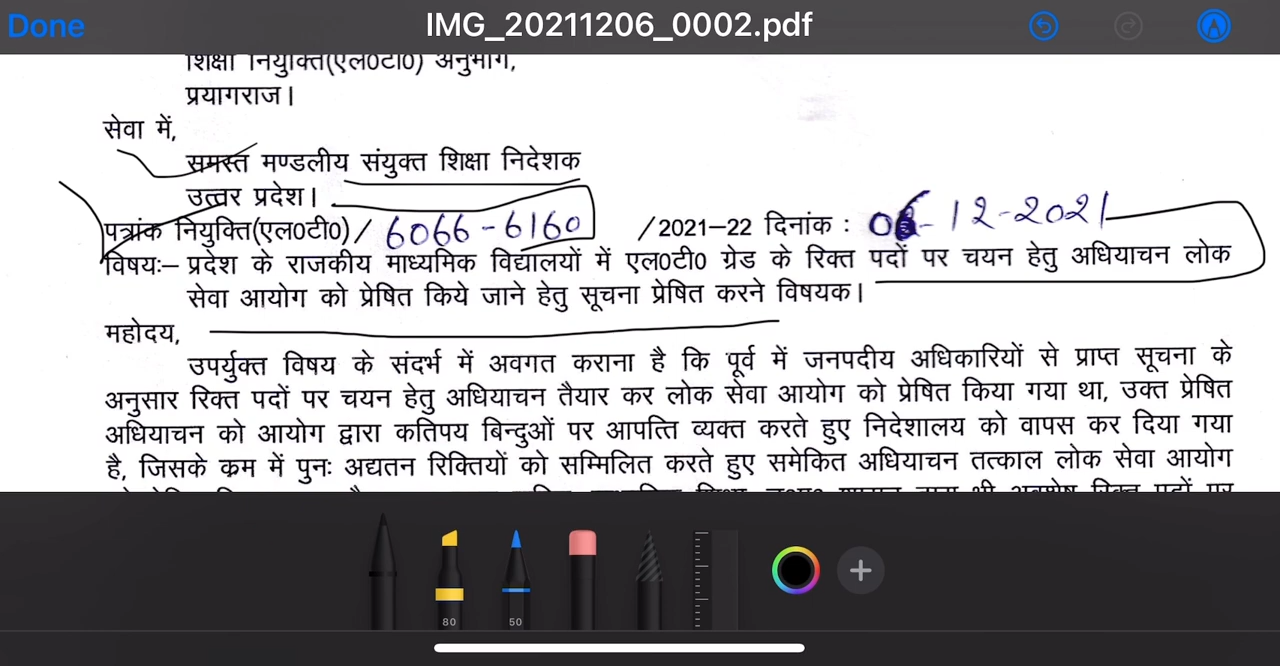 Done
IMG_20211206_0002.pdf
शिक्षा नियुक्ति(एल0टी0) अनुभाग,
प्रयागराज।
सेवा में,
समस्त मण्डलीय संयुक्त शिक्षा निदेशक
उत्तर प्रदेश।
पत्रांक नियुक्ति(एल0टी0)/ 6066-6160 /2021–22 दिनांक : 06-12-2021
विषयः– प्रदेश के राजकीय माध्यमिक विद्यालयों में एल0टी0 ग्रेड के रिक्त पदों पर चयन हेतु अधियाचन लोक
सेवा आयोग को प्रेषित किये जाने हेतु सूचना प्रेषित करने विषयक।
महोदय,
उपर्युक्त विषय के संदर्भ में अवगत कराना है कि पूर्व में जनपदीय अधिकारियों से प्राप्त सूचना के
अनुसार रिक्त पदों पर चयन हेतु अधियाचन तैयार कर लोक सेवा आयोग को प्रेषित किया गया था, उक्त प्रेषित
अधियाचन को आयोग द्वारा कतिपय बिन्दुओं पर आपत्ति व्यक्त करते हुए निदेशालय को वापस कर दिया गया
है, जिसके क्रम में पुनः अद्यतन रिक्तियों को सम्मिलित करते हुए समेकित अधियाचन तत्काल लोक सेवा आयोग
80
50